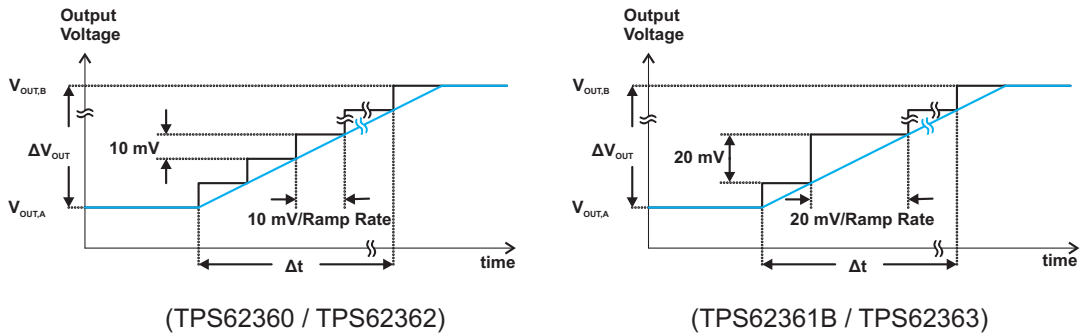 Output
Voltage
V_OUT,B
ΔV_OUT
10 mV
V_OUT,A
10 mV/Ramp Rate
Δt
time
(TPS62360 / TPS62362)
Output
Voltage
V_OUT,B
ΔV_OUT
20 mV
V_OUT,A
20 mV/Ramp Rate
Δt
time
(TPS62361B / TPS62363)